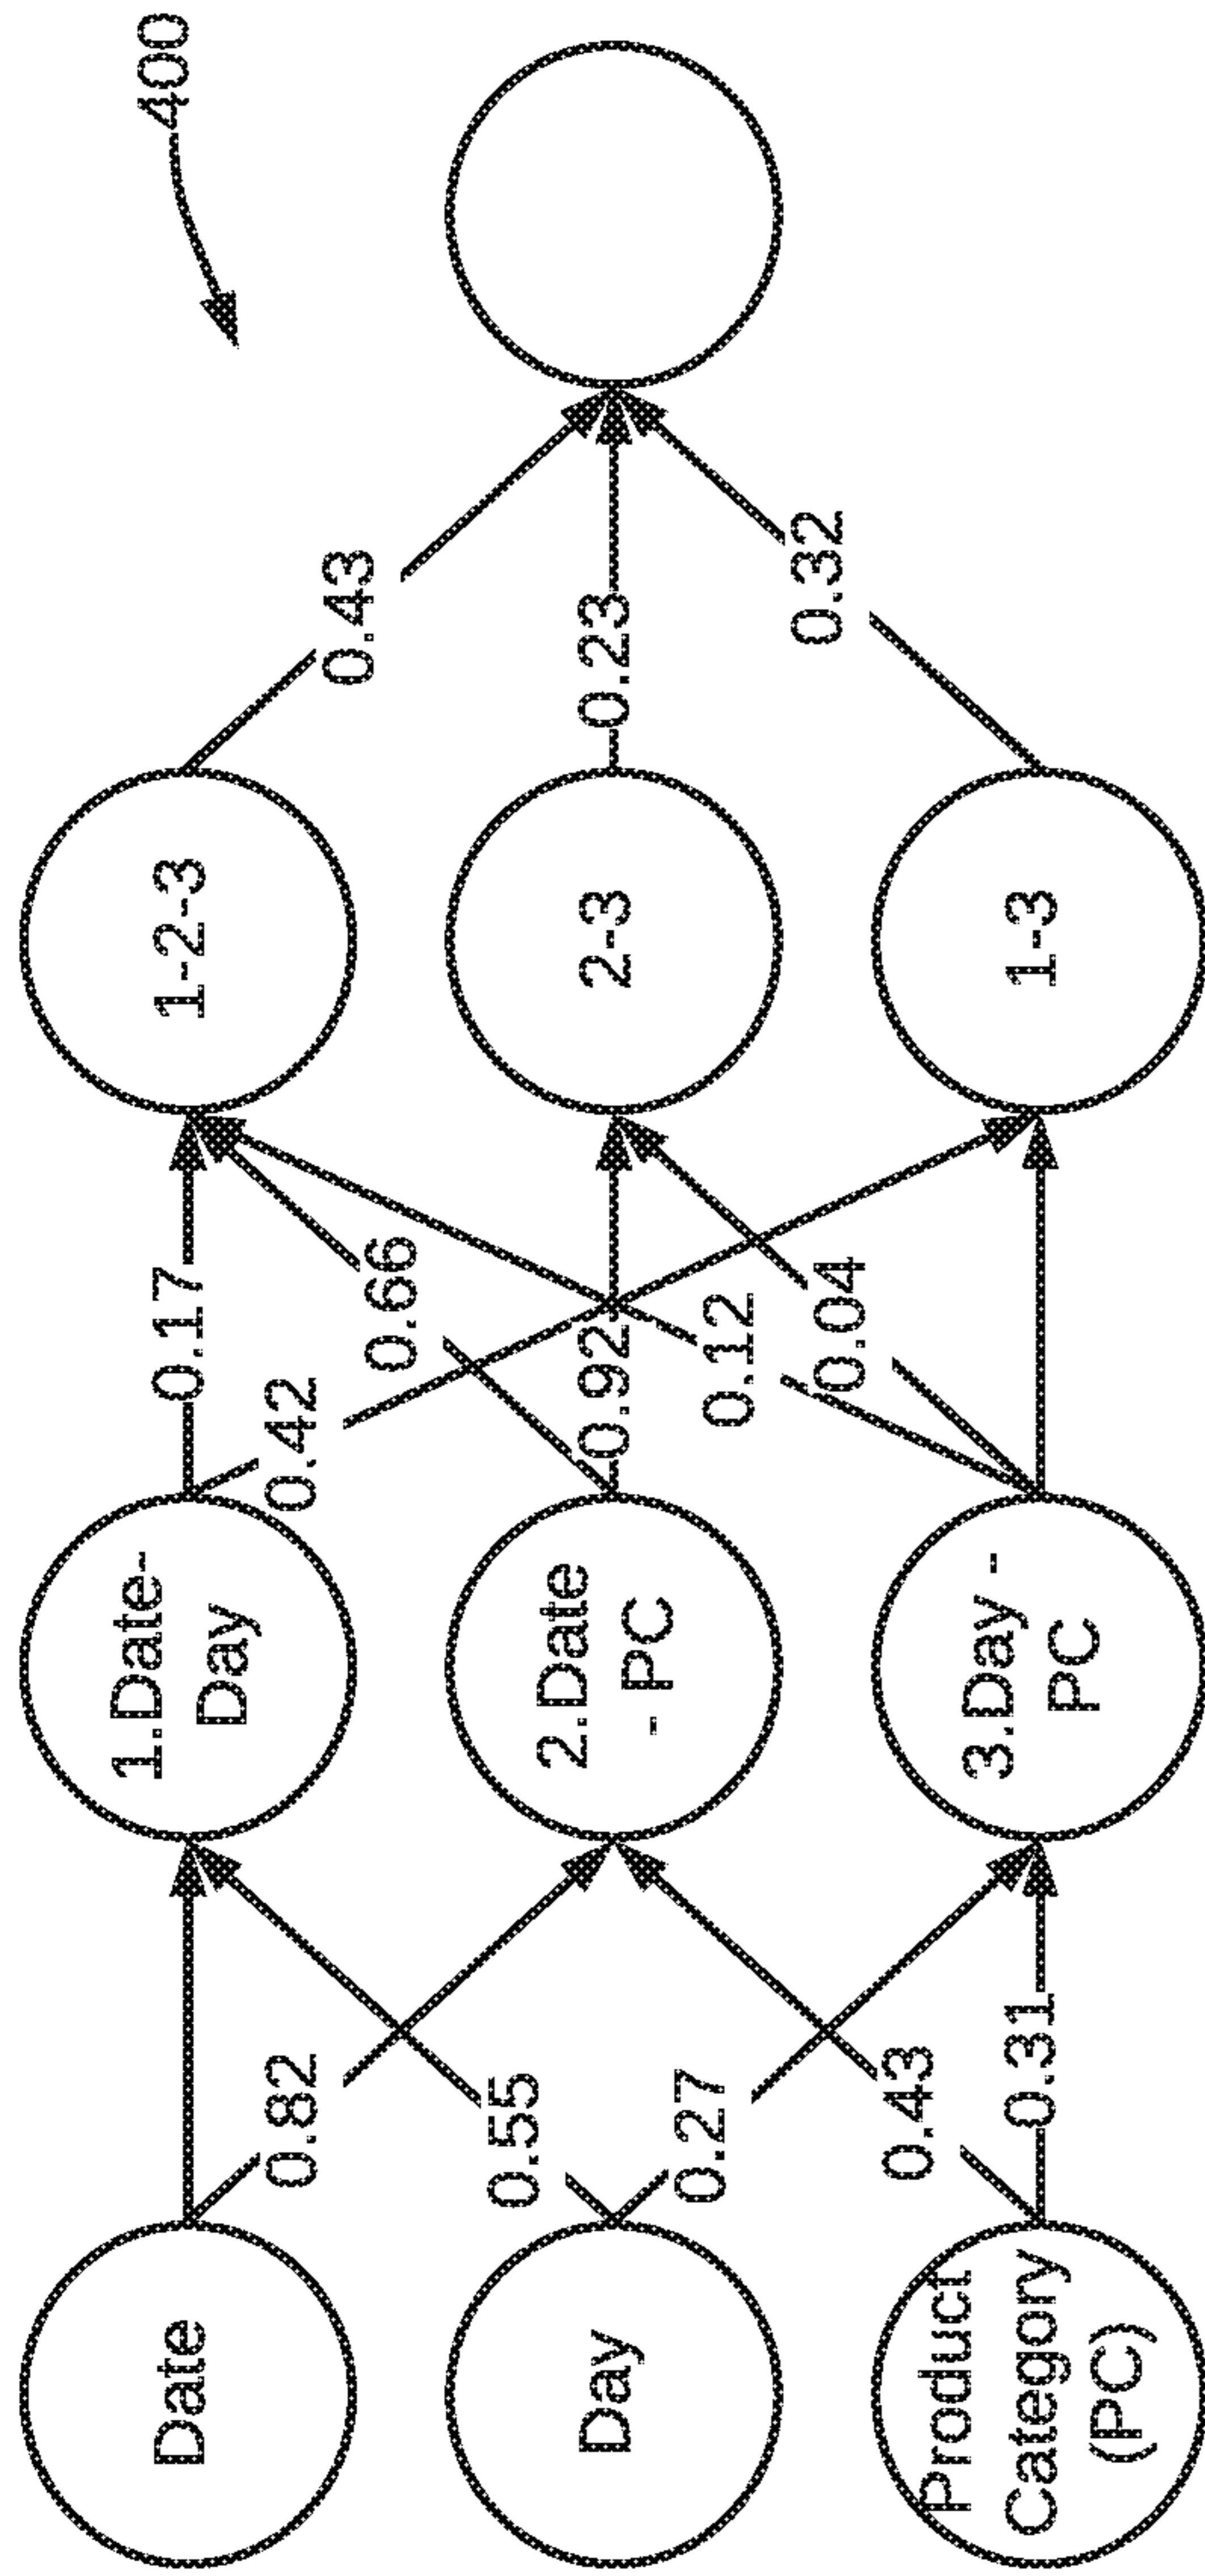 400
Date
Day
Product
Category
(PC)
0.82
0.55
0.27
0.43
0.31
1.Date-
Day
2.Date
- PC
3.Day -
PC
0.17
0.42
0.66
0.92
0.12
0.04
1-2-3
2-3
1-3
0.43
0.23
0.32